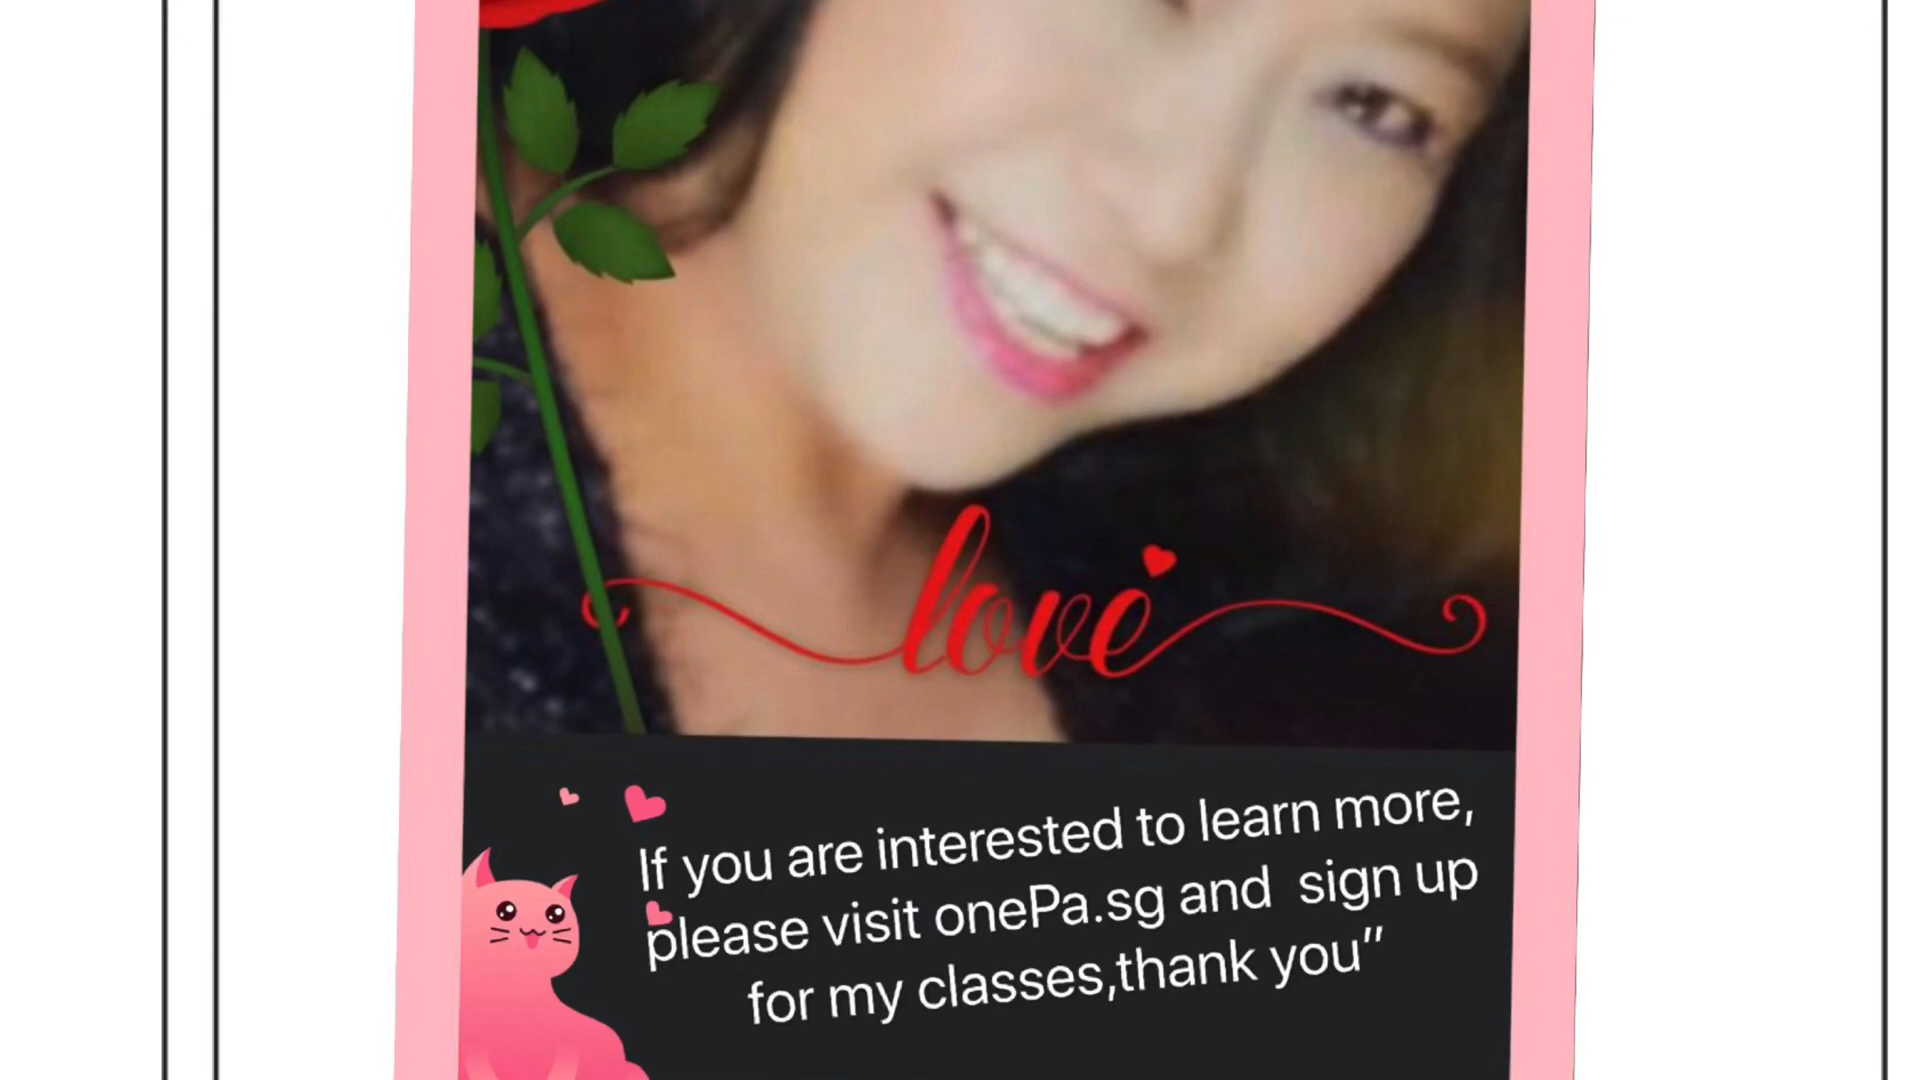 love
If you are interested to learn more,
please visit onePa.sg and  sign up
for my classes,thank you”